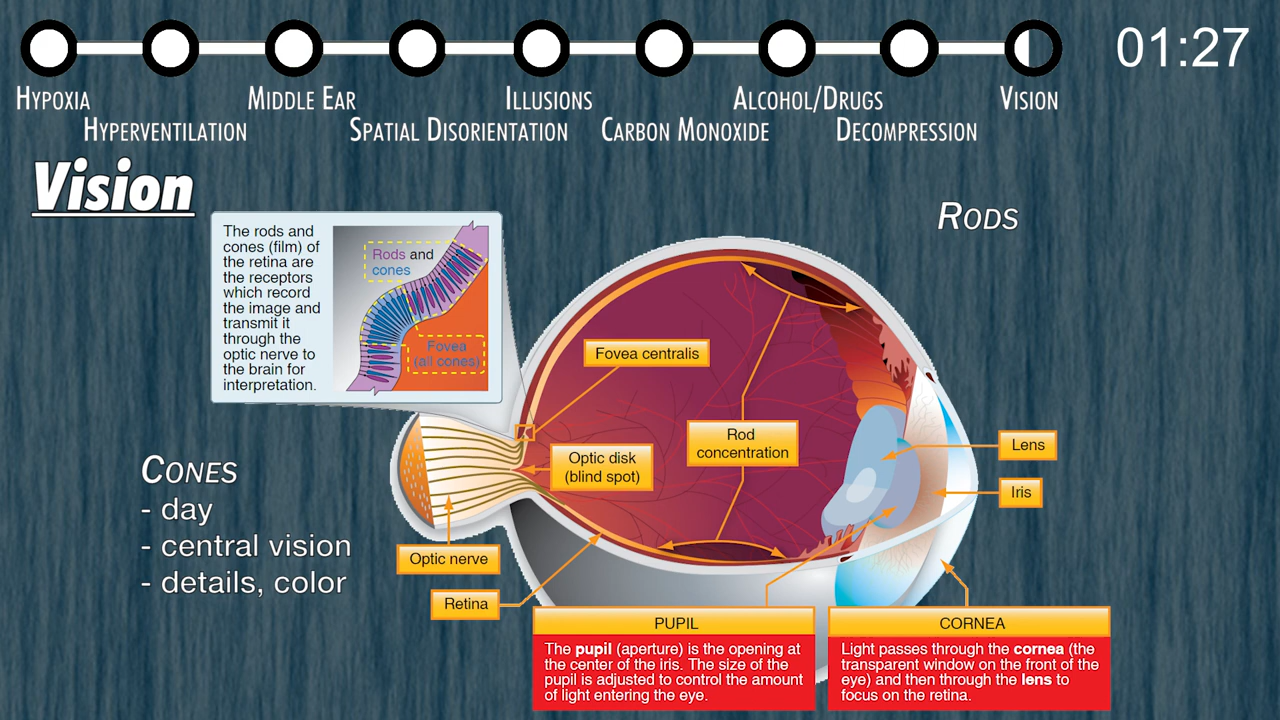 01:27
HYPOXIA
MIDDLE EAR
ILLUSIONS
ALCOHOL/DRUGS
VISION
HYPERVENTILATION
SPATIAL DISORIENTATION
CARBON MONOXIDE
DECOMPRESSION
Vision
RODS
The rods and
cones (film) of
the retina are
the receptors
which record
the image and
transmit it
through the
optic nerve to
the brain for
interpretation.
Rods and
cones
Fovea
(all cones)
Fovea centralis
Rod
concentration
Optic disk
(blind spot)
Lens
Iris
CONES
- day
- central vision
- details, color
Optic nerve
Retina
PUPIL
The pupil (aperture) is the opening at
the center of the iris. The size of the
pupil is adjusted to control the amount
of light entering the eye.
CORNEA
Light passes through the cornea (the
transparent window on the front of the
eye) and then through the lens to
focus on the retina.